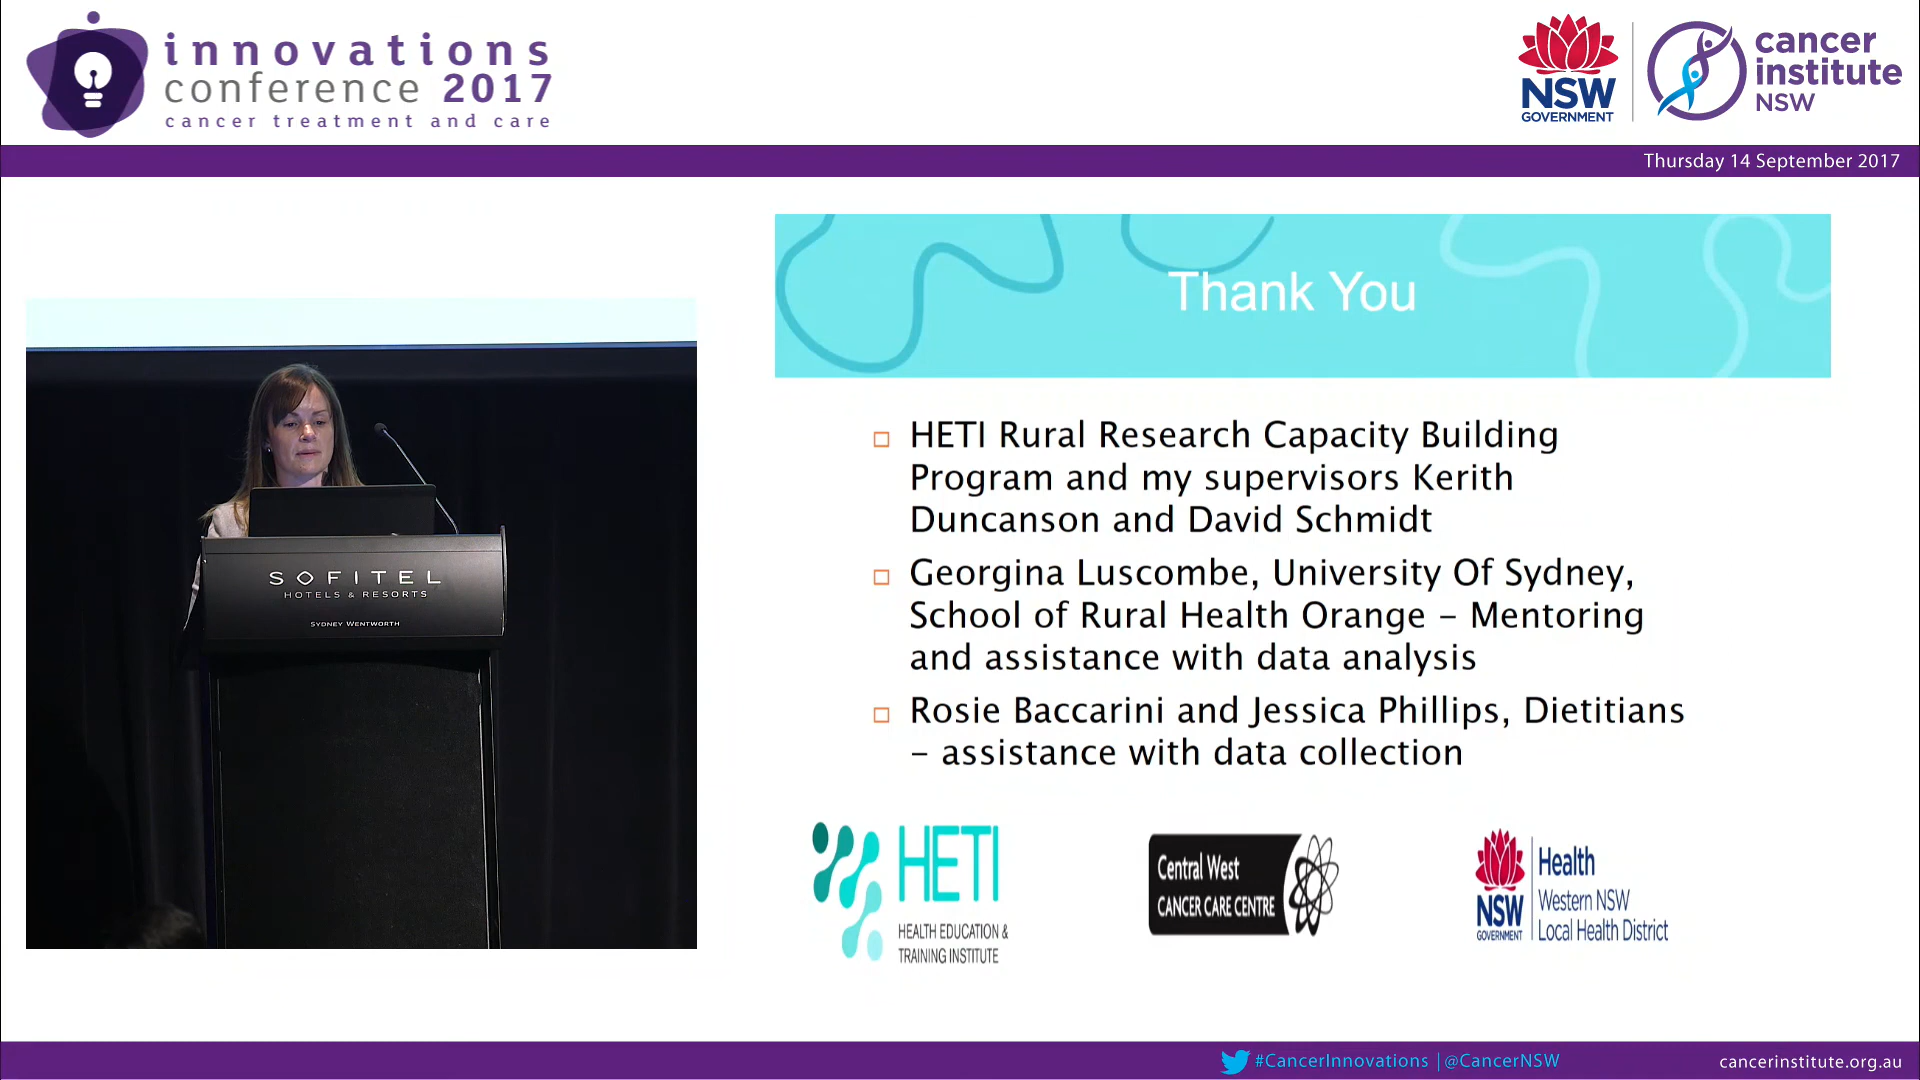 innovations
conference 2017
cancer treatment and care
NSW
GOVERNMENT
cancer
institute
NSW
Thursday 14 September 2017
SOFITEL
HOTELS & RESORTS
SYDNEY WENTWORTH
Thank You
HETI Rural Research Capacity Building
Program and my supervisors Kerith
Duncanson and David Schmidt
Georgina Luscombe, University Of Sydney,
School of Rural Health Orange – Mentoring
and assistance with data analysis
Rosie Baccarini and Jessica Phillips, Dietitians
– assistance with data collection
HETI
HEALTH EDUCATION &
TRAINING INSTITUTE
Central West
CANCER CARE CENTRE
NSW
GOVERNMENT
Health
Western NSW
Local Health District
#CancerInnovations | @CancerNSW
cancerinstitute.org.au